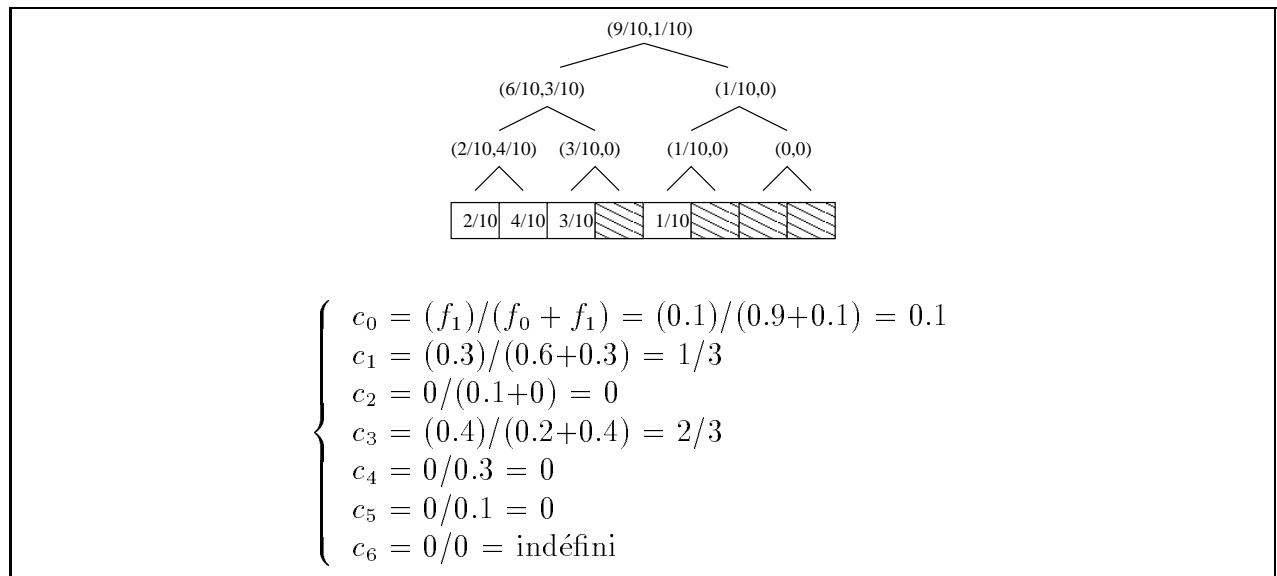 (9/10,1/10)
(6/10,3/10) (1/10,0)
(2/10,4/10) (3/10,0) (1/10,0) (0,0)
2/10 4/10 3/10 1/10
c₀ = (f₁)/(f₀ + f₁) = (0.1)/(0.9+0.1) = 0.1
c₁ = (0.3)/(0.6+0.3) = 1/3
c₂ = 0/(0.1+0) = 0
c₃ = (0.4)/(0.2+0.4) = 2/3
c₄ = 0/0.3 = 0
c₅ = 0/0.1 = 0
c₆ = 0/0 = indéfini